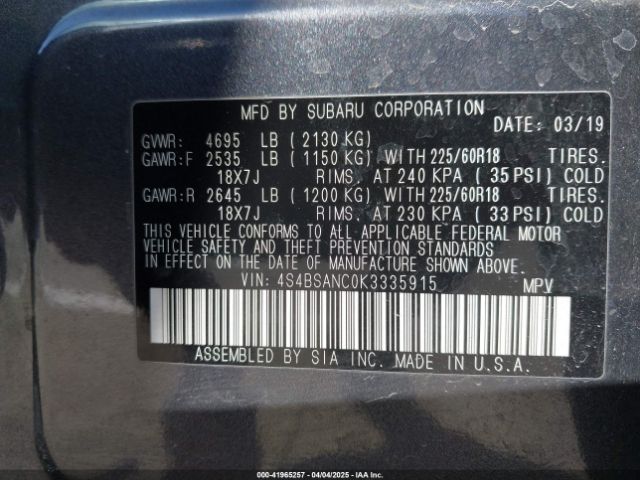 MFD BY SUBARU CORPORATION
DATE: 03/19
GVWR: 4695 LB ( 2130 KG)
GAWR:F 2535 LB ( 1150 KG) WITH 225/60R18 TIRES.
18X7J RIMS. AT 240 KPA ( 35 PSI) COLD
GAWR:R 2645 LB ( 1200 KG) WITH 225/60R18 TIRES.
18X7J RIMS. AT 230 KPA ( 33 PSI) COLD
THIS VEHICLE CONFORMS TO ALL APPLICABLE FEDERAL MOTOR
VEHICLE SAFETY AND THEFT PREVENTION STANDARDS
IN EFFECT ON THE DATE OF MANUFACTURE SHOWN ABOVE.
VIN: 4S4BSANC0K3335915 MPV
ASSEMBLED BY SIA INC. MADE IN U.S.A.
000-41965257 - 04/04/2025 - IAA Inc.